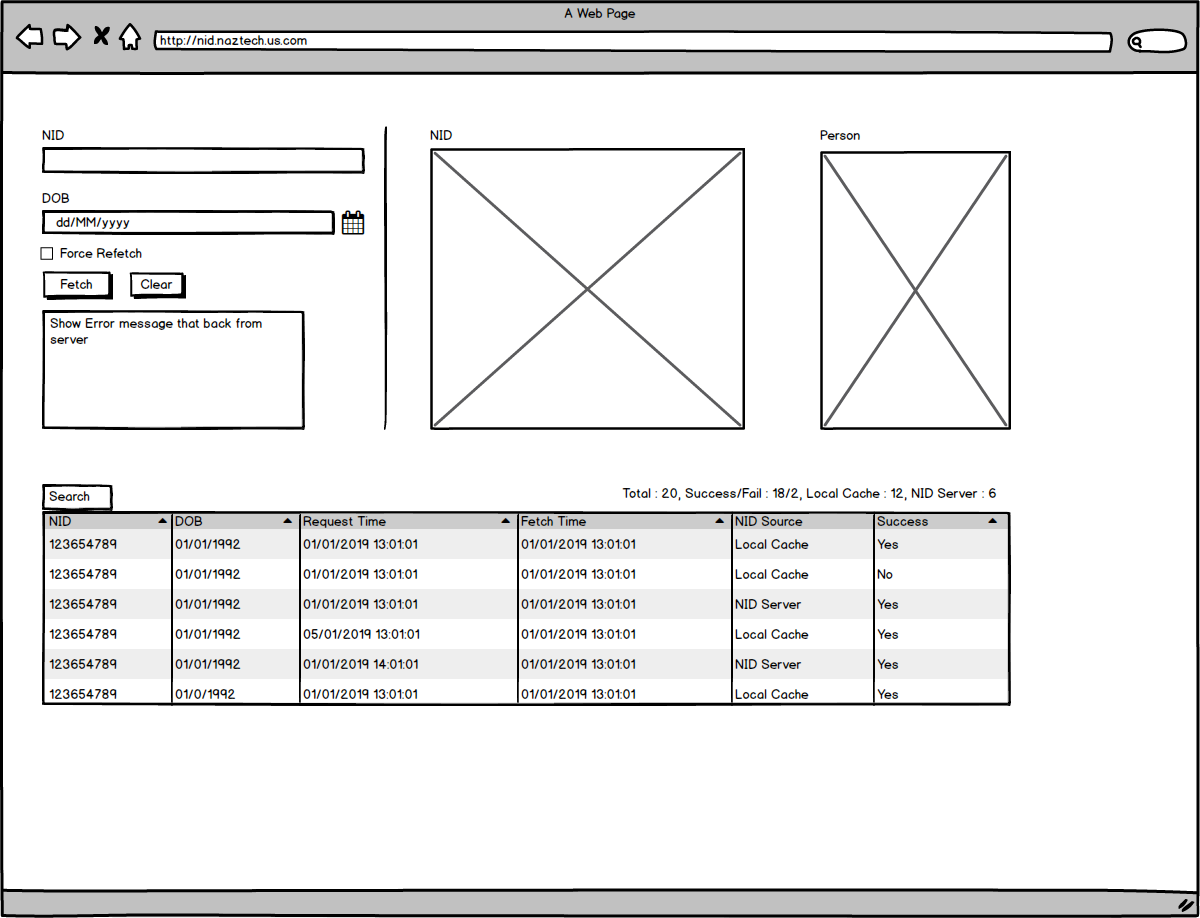 A Web Page
http://nid.naztech.us.com
NID
DOB
dd/MM/yyyy
Force Refetch
Fetch
Clear
Show Error message that back from
server
NID
Person
Search
Total : 20, Success/Fail : 18/2, Local Cache : 12, NID Server : 6
NID DOB Request Time Fetch Time NID Source Success
123654789 01/01/1992 01/01/2019 13:01:01 01/01/2019 13:01:01 Local Cache Yes
123654789 01/01/1992 01/01/2019 13:01:01 01/01/2019 13:01:01 Local Cache No
123654789 01/01/1992 01/01/2019 13:01:01 01/01/2019 13:01:01 NID Server Yes
123654789 01/01/1992 05/01/2019 13:01:01 01/01/2019 13:01:01 Local Cache Yes
123654789 01/01/1992 01/01/2019 14:01:01 01/01/2019 13:01:01 NID Server Yes
123654789 01/0/1992 01/01/2019 13:01:01 01/01/2019 13:01:01 Local Cache Yes